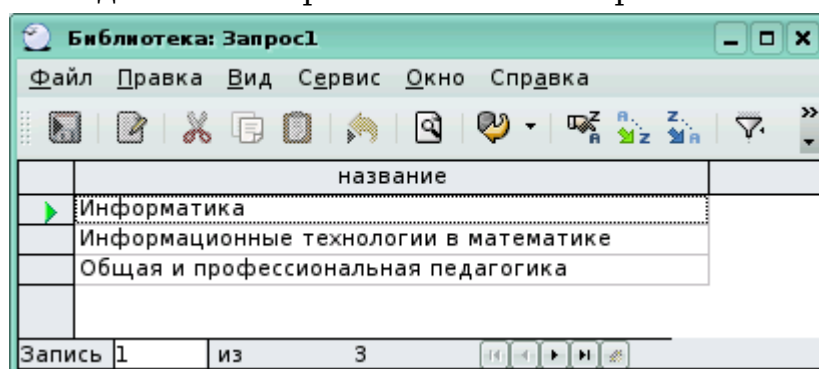 Библиотека: Запрос1
Файл Правка Вид Сервис Окно Справка
название
Информатика
Информационные технологии в математике
Общая и профессиональная педагогика
Запись 1 из 3